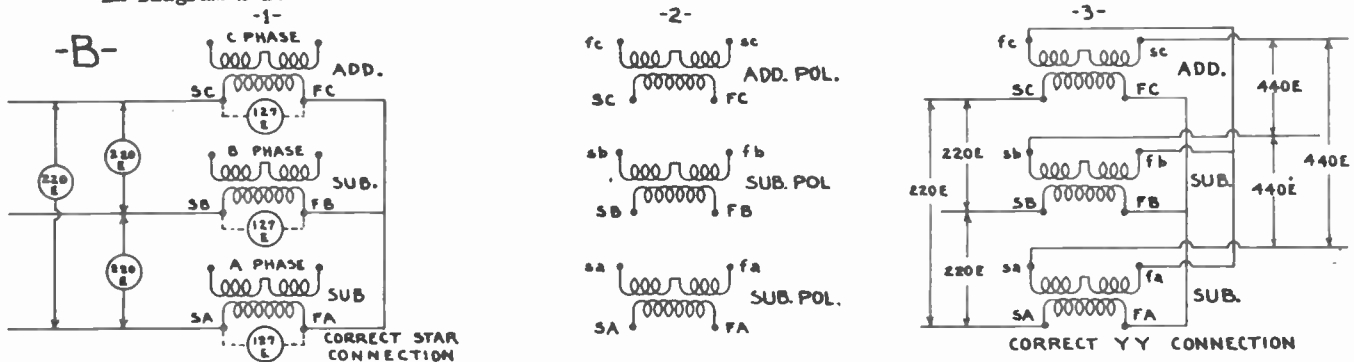 -B-
-1-
C PHASE
ADD.
SC
FC
127
E
220
E
220
E
B PHASE
SUB.
SB
FB
127
E
220
E
A PHASE
SUB
SA
FA
127
E
CORRECT STAR
CONNECTION
-2-
fc
sc
ADD. POL.
SC
FC
sb
fb
SUB. POL
SB
FB
sa
fa
SUB. POL.
SA
FA
-3-
fc
sc
ADD.
SC
FC
440E
440E
220E
220E
sb
fb
SUB.
SB
FB
440E
220E
sa
fa
SUB.
SA
FA
CORRECT YY CONNECTION